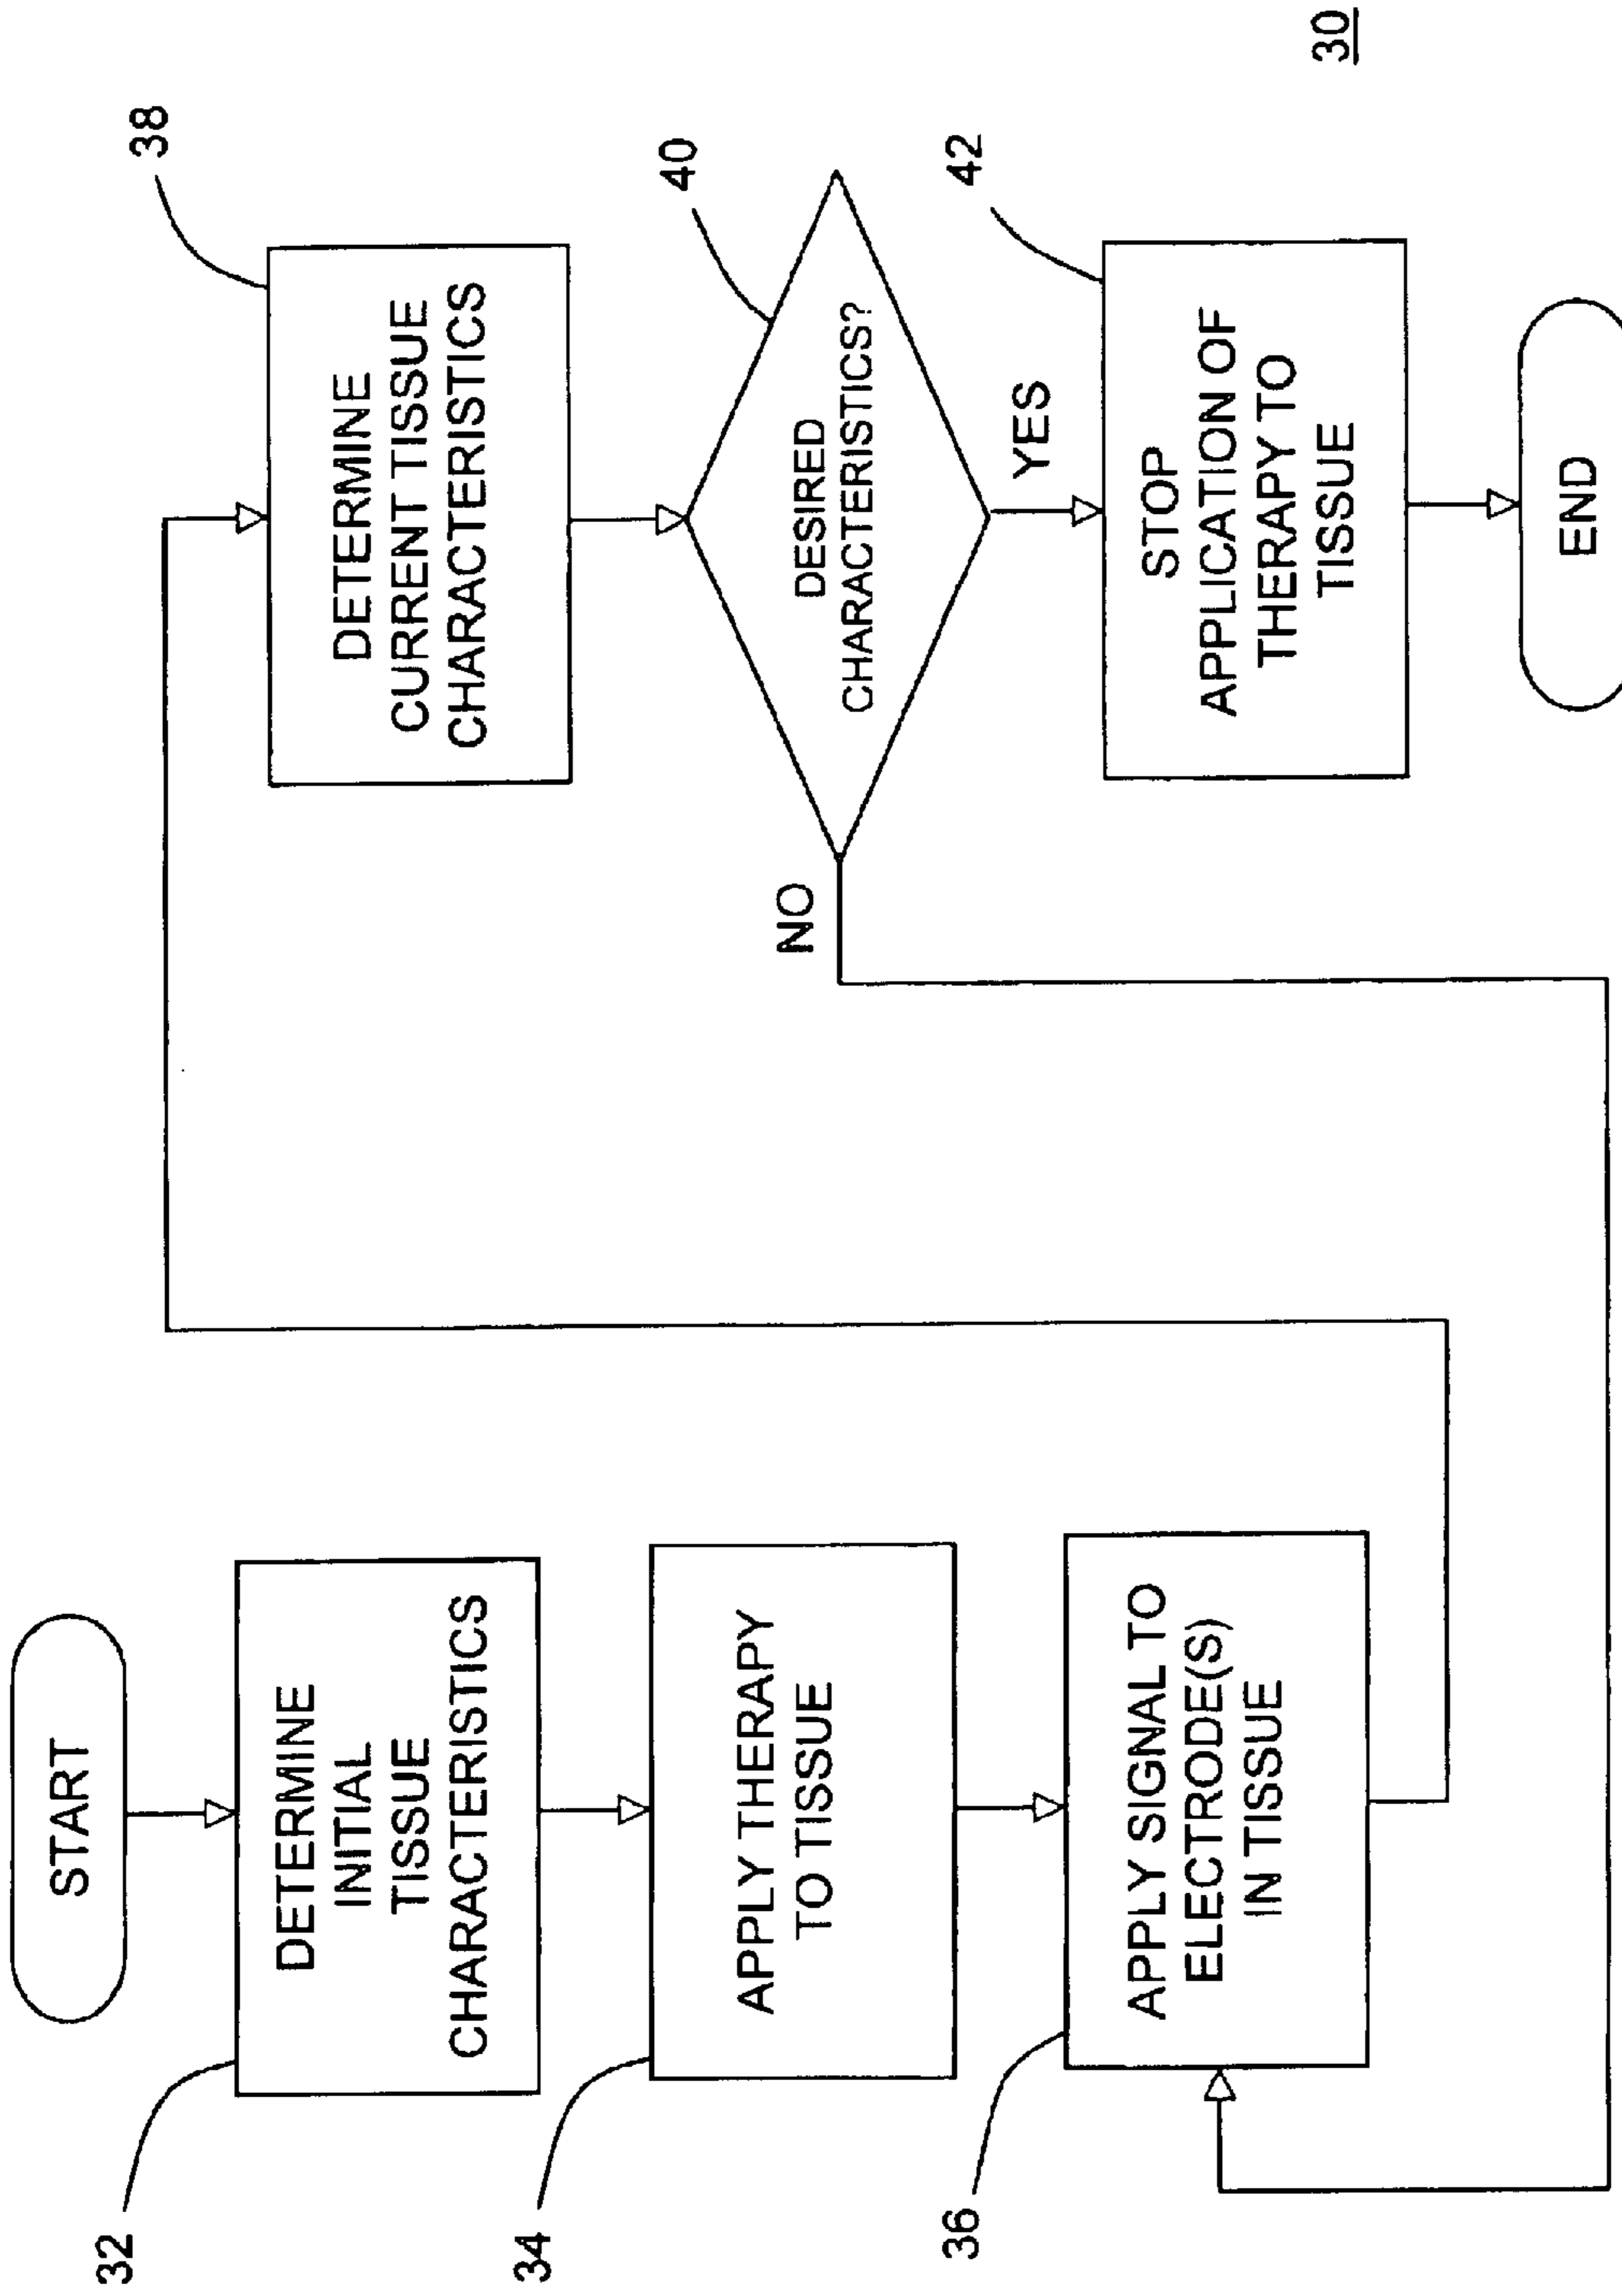 START
32
DETERMINE
INITIAL
TISSUE
CHARACTERISTICS
34
APPLY THERAPY
TO TISSUE
36
APPLY SIGNAL TO
ELECTRODE(S)
IN TISSUE
38
DETERMINE
CURRENT TISSUE
CHARACTERISTICS
40
DESIRED
CHARACTERISTICS?
NO
YES
42
STOP
APPLICATION OF
THERAPY TO
TISSUE
END
30